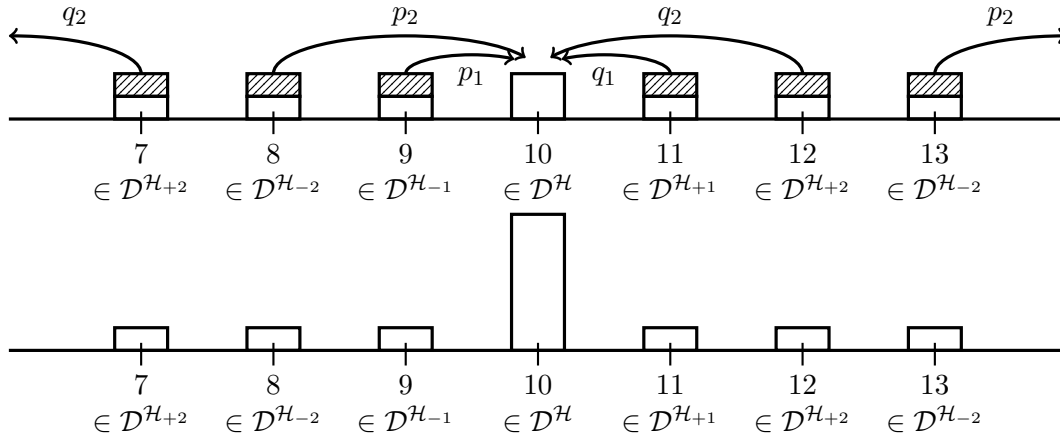 q₂ p₂ q₂ p₂
p₁ q₁
7 8 9 10 11 12 13
∈ 𝒟^{ℋ₊₂} ∈ 𝒟^{ℋ₋₂} ∈ 𝒟^{ℋ₋₁} ∈ 𝒟^{ℋ} ∈ 𝒟^{ℋ₊₁} ∈ 𝒟^{ℋ₊₂} ∈ 𝒟^{ℋ₋₂}
7 8 9 10 11 12 13
∈ 𝒟^{ℋ₊₂} ∈ 𝒟^{ℋ₋₂} ∈ 𝒟^{ℋ₋₁} ∈ 𝒟^{ℋ} ∈ 𝒟^{ℋ₊₁} ∈ 𝒟^{ℋ₊₂} ∈ 𝒟^{ℋ₋₂}